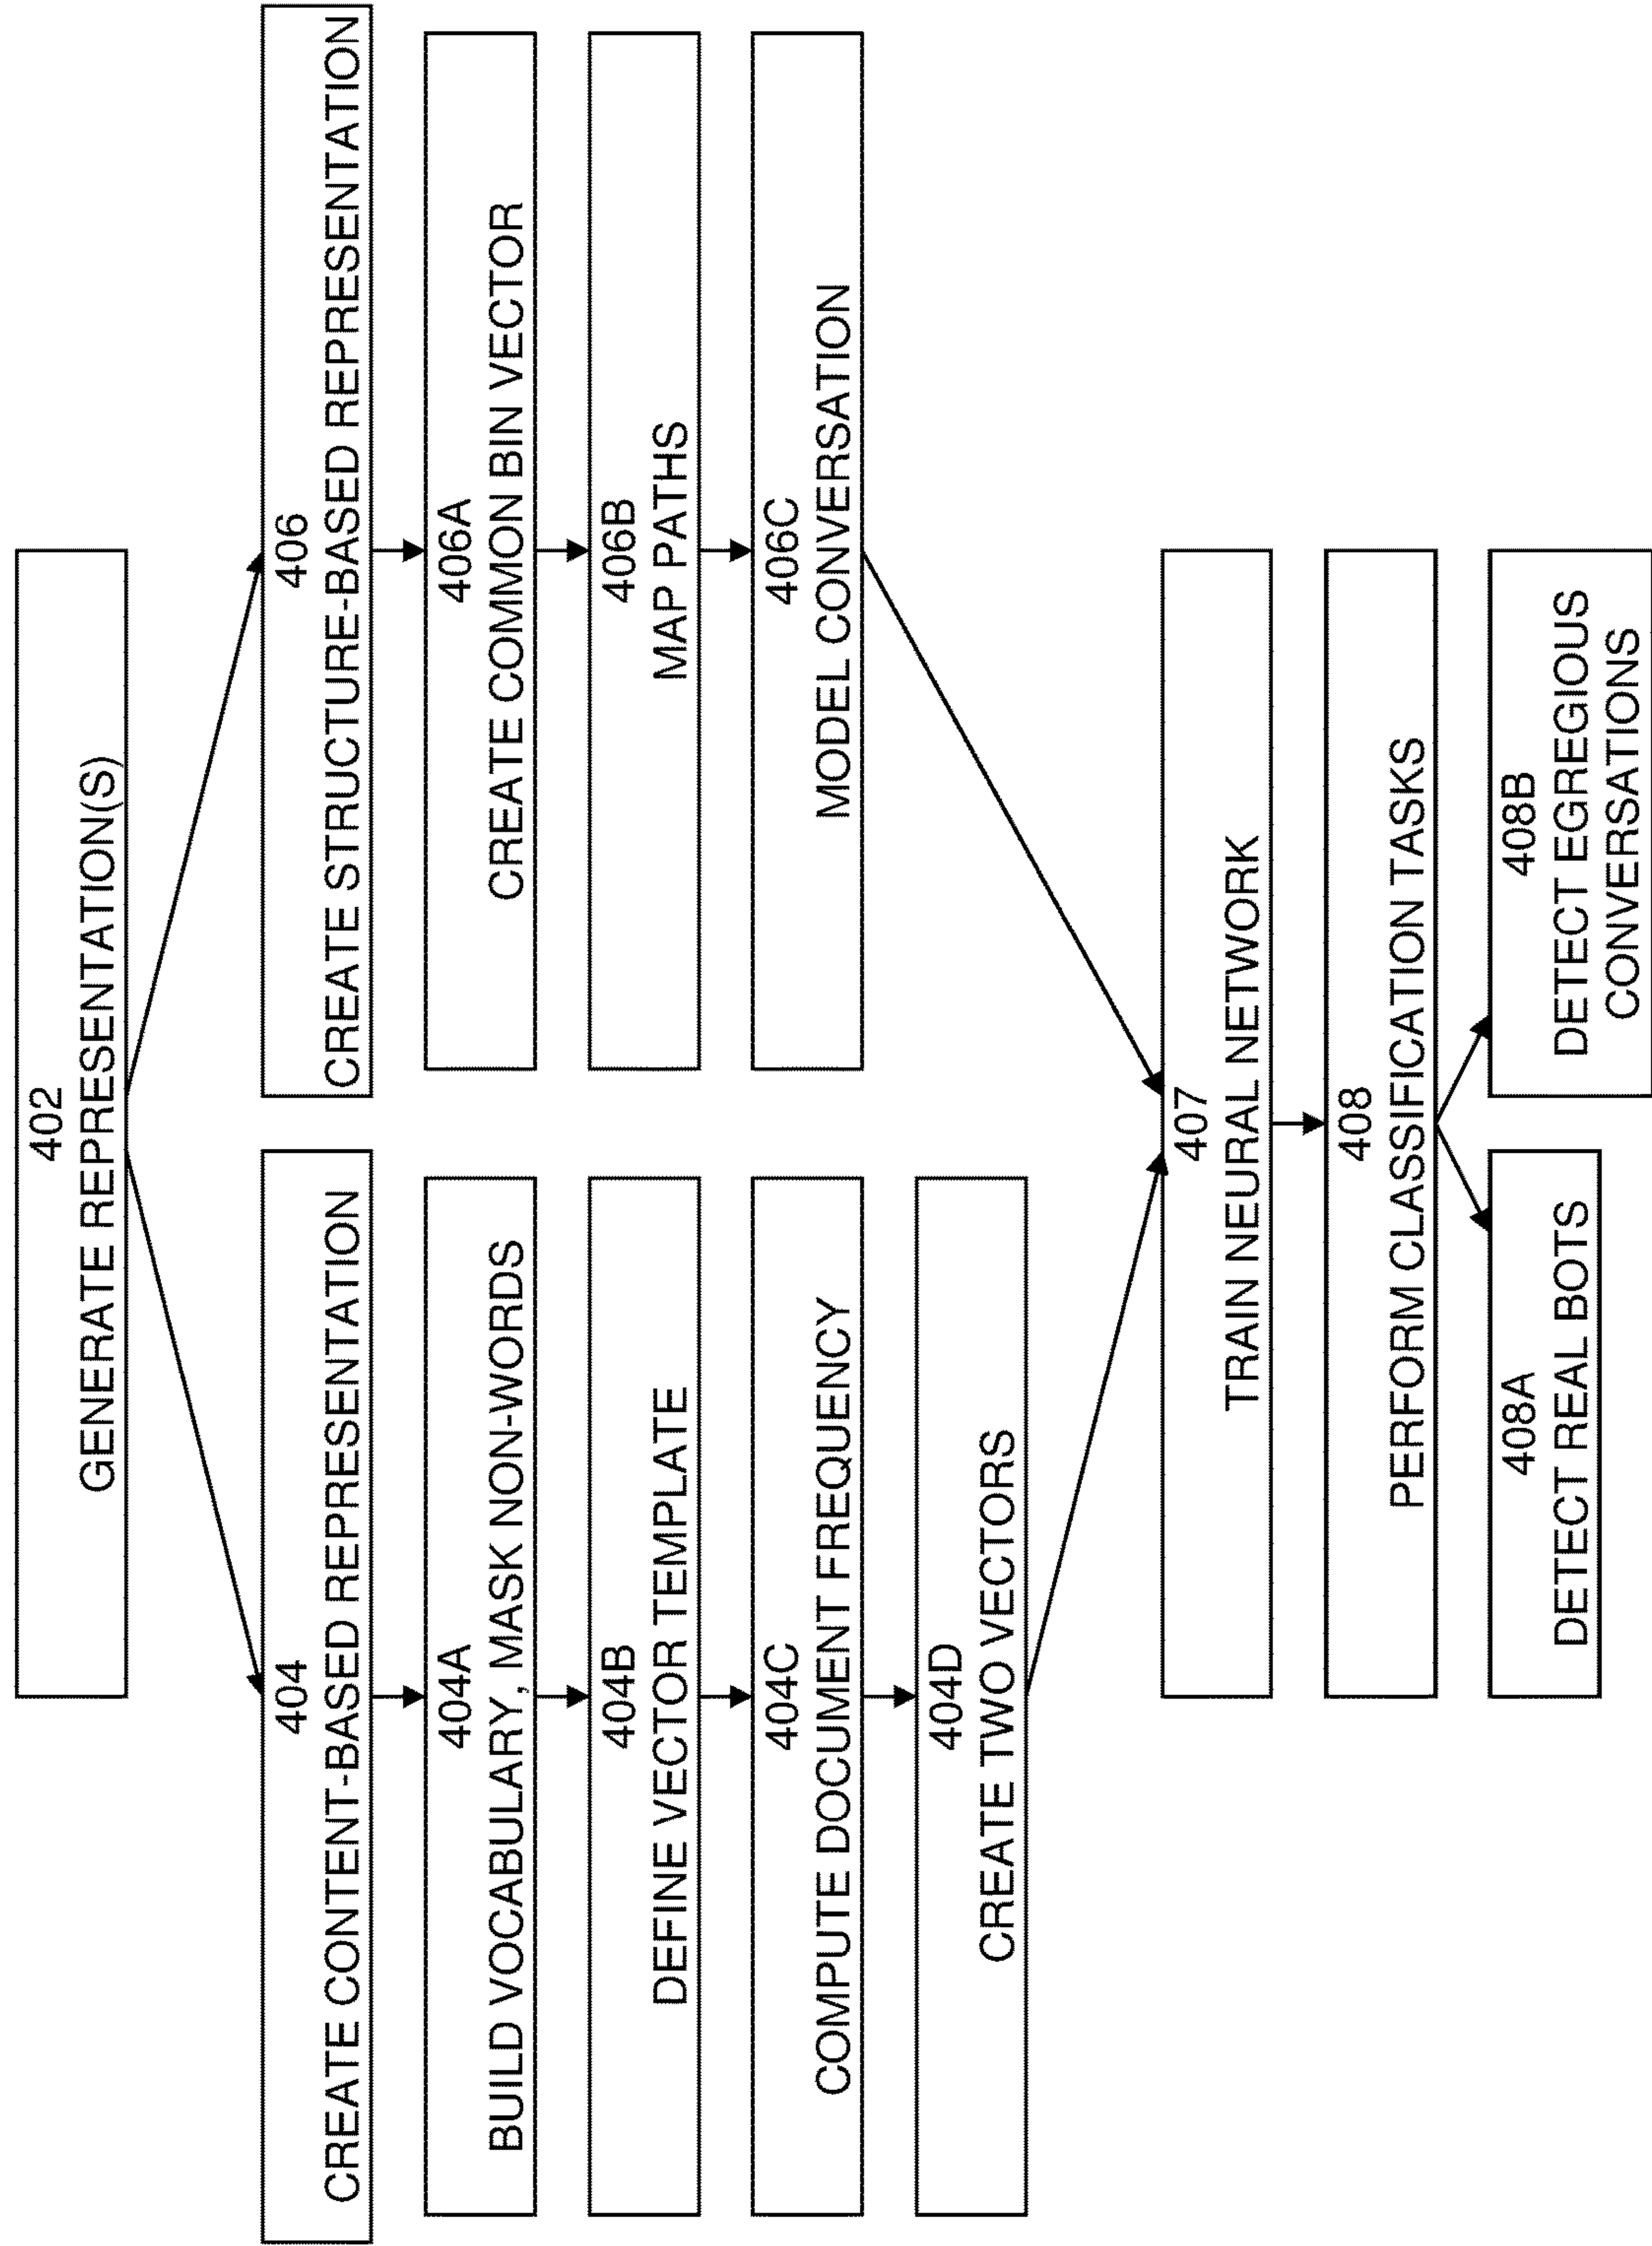 402
GENERATE REPRESENTATION(S)
404
CREATE CONTENT-BASED REPRESENTATION
404A
BUILD VOCABULARY, MASK NON-WORDS
404B
DEFINE VECTOR TEMPLATE
404C
COMPUTE DOCUMENT FREQUENCY
404D
CREATE TWO VECTORS
406
CREATE STRUCTURE-BASED REPRESENTATION
406A
CREATE COMMON BIN VECTOR
406B
MAP PATHS
406C
MODEL CONVERSATION
407
TRAIN NEURAL NETWORK
408
PERFORM CLASSIFICATION TASKS
408A
DETECT REAL BOTS
408B
DETECT EGREGIOUS
CONVERSATIONS